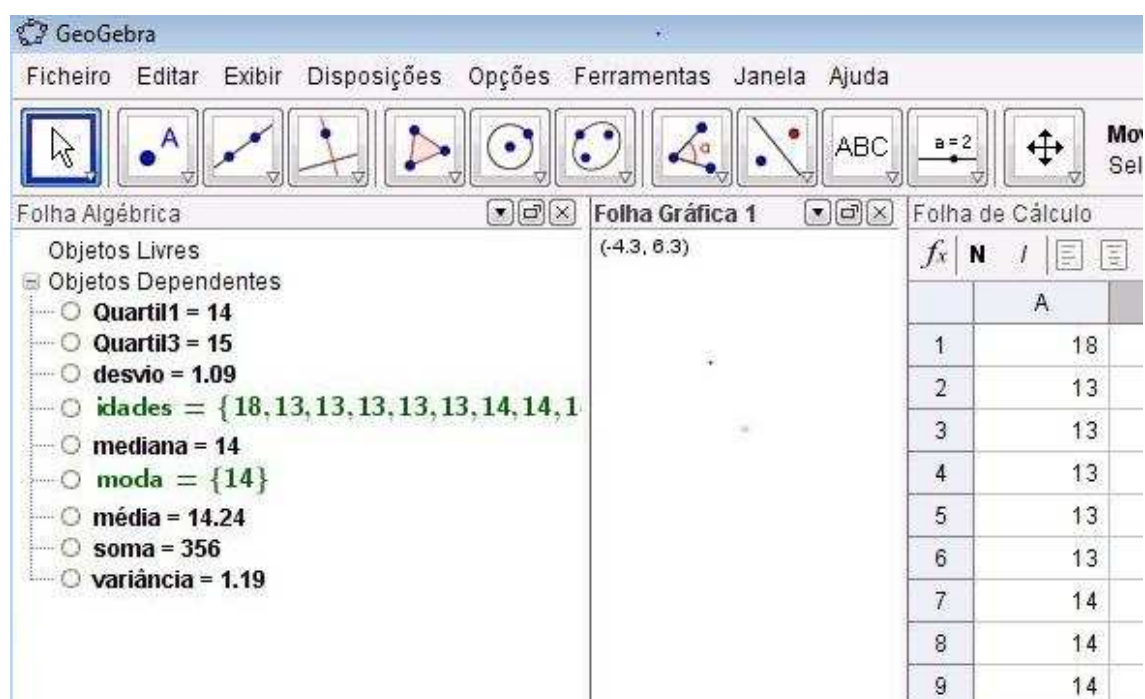 GeoGebra
Ficheiro Editar Exibir Disposições Opções Ferramentas Janela Ajuda
A
α
ABC
a = 2
Mov
Sel
Folha Algébrica
Objetos Livres
Objetos Dependentes
Quartil1 = 14
Quartil3 = 15
desvio = 1.09
idades = {18, 13, 13, 13, 13, 13, 14, 14, 1
mediana = 14
moda = {14}
média = 14.24
soma = 356
variância = 1.19
Folha Gráfica 1
(-4.3, 6.3)
Folha de Cálculo
fx N I
A
1 18
2 13
3 13
4 13
5 13
6 13
7 14
8 14
9 14